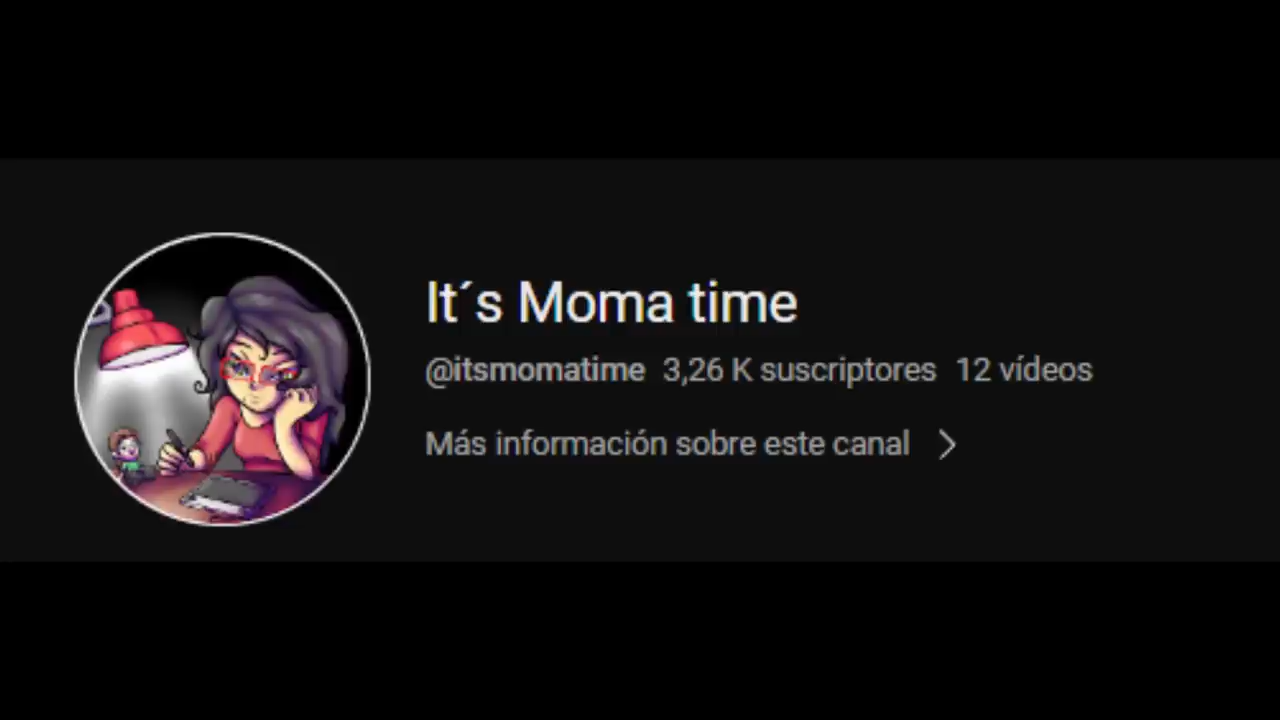 It´s Moma time
@itsmomatime 3,26 K suscriptores 12 vídeos
Más información sobre este canal